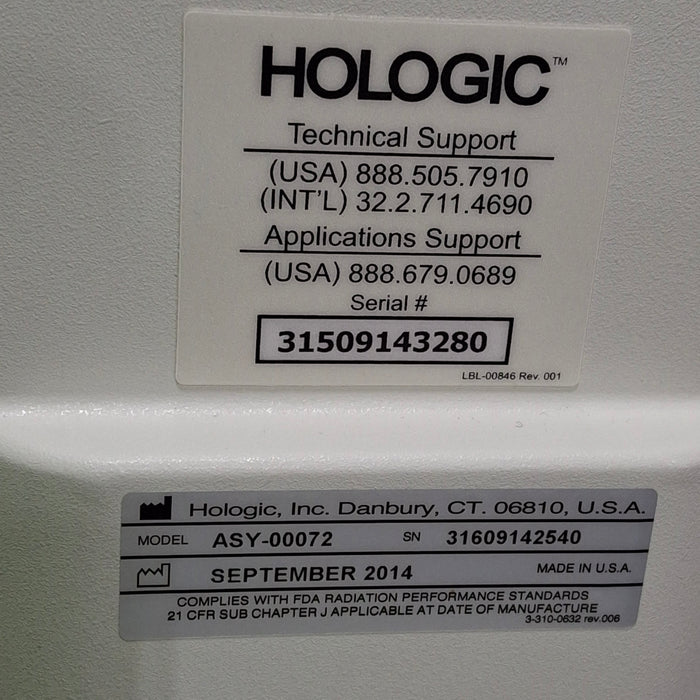 HOLOGIC™
Technical Support
(USA) 888.505.7910
(INT'L) 32.2.711.4690
Applications Support
(USA) 888.679.0689
Serial #
31509143280
LBL-00846 Rev. 001
Hologic, Inc. Danbury, CT. 06810, U.S.A.
MODEL ASY-00072 SN 31609142540
SEPTEMBER 2014 MADE IN U.S.A.
COMPLIES WITH FDA RADIATION PERFORMANCE STANDARDS
21 CFR SUB CHAPTER J APPLICABLE AT DATE OF MANUFACTURE
3-310-0632 rev.006